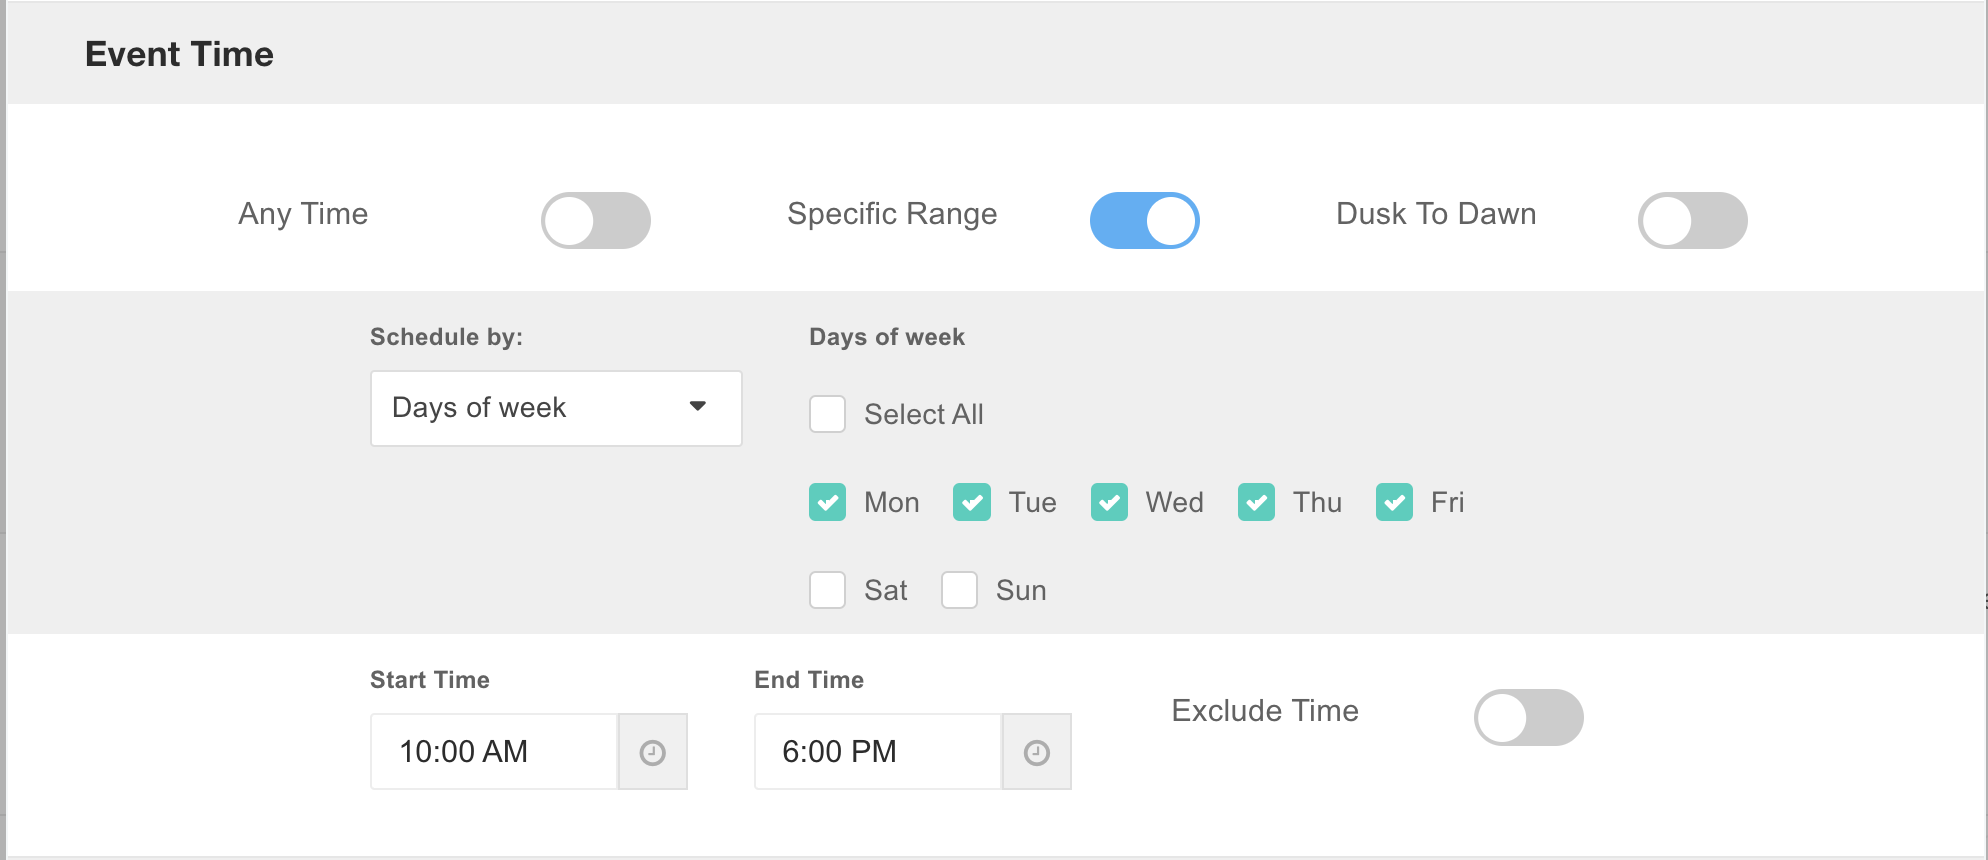 Event Time
Any Time Specific Range Dusk To Dawn
Schedule by: Days of week
Days of week
Select All
Mon Tue Wed Thu Fri
Sat Sun
Start Time End Time
Exclude Time
10:00 AM 6:00 PM